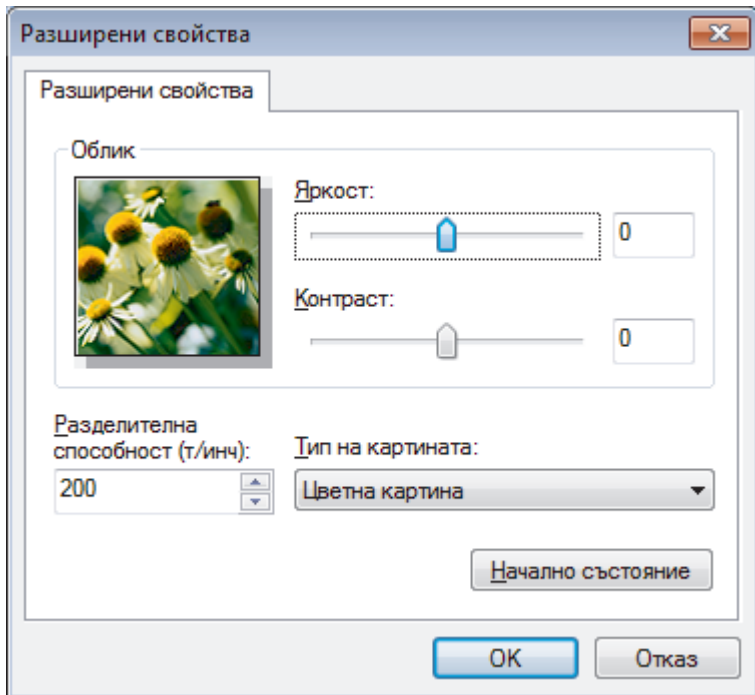 Разширени свойства
Разширени свойства
Облик
Яркост:
0
Контраст:
0
Разделителна
способност (т/инч):
200
Тип на картината:
Цветна картина
Начално състояние
OK
Отказ